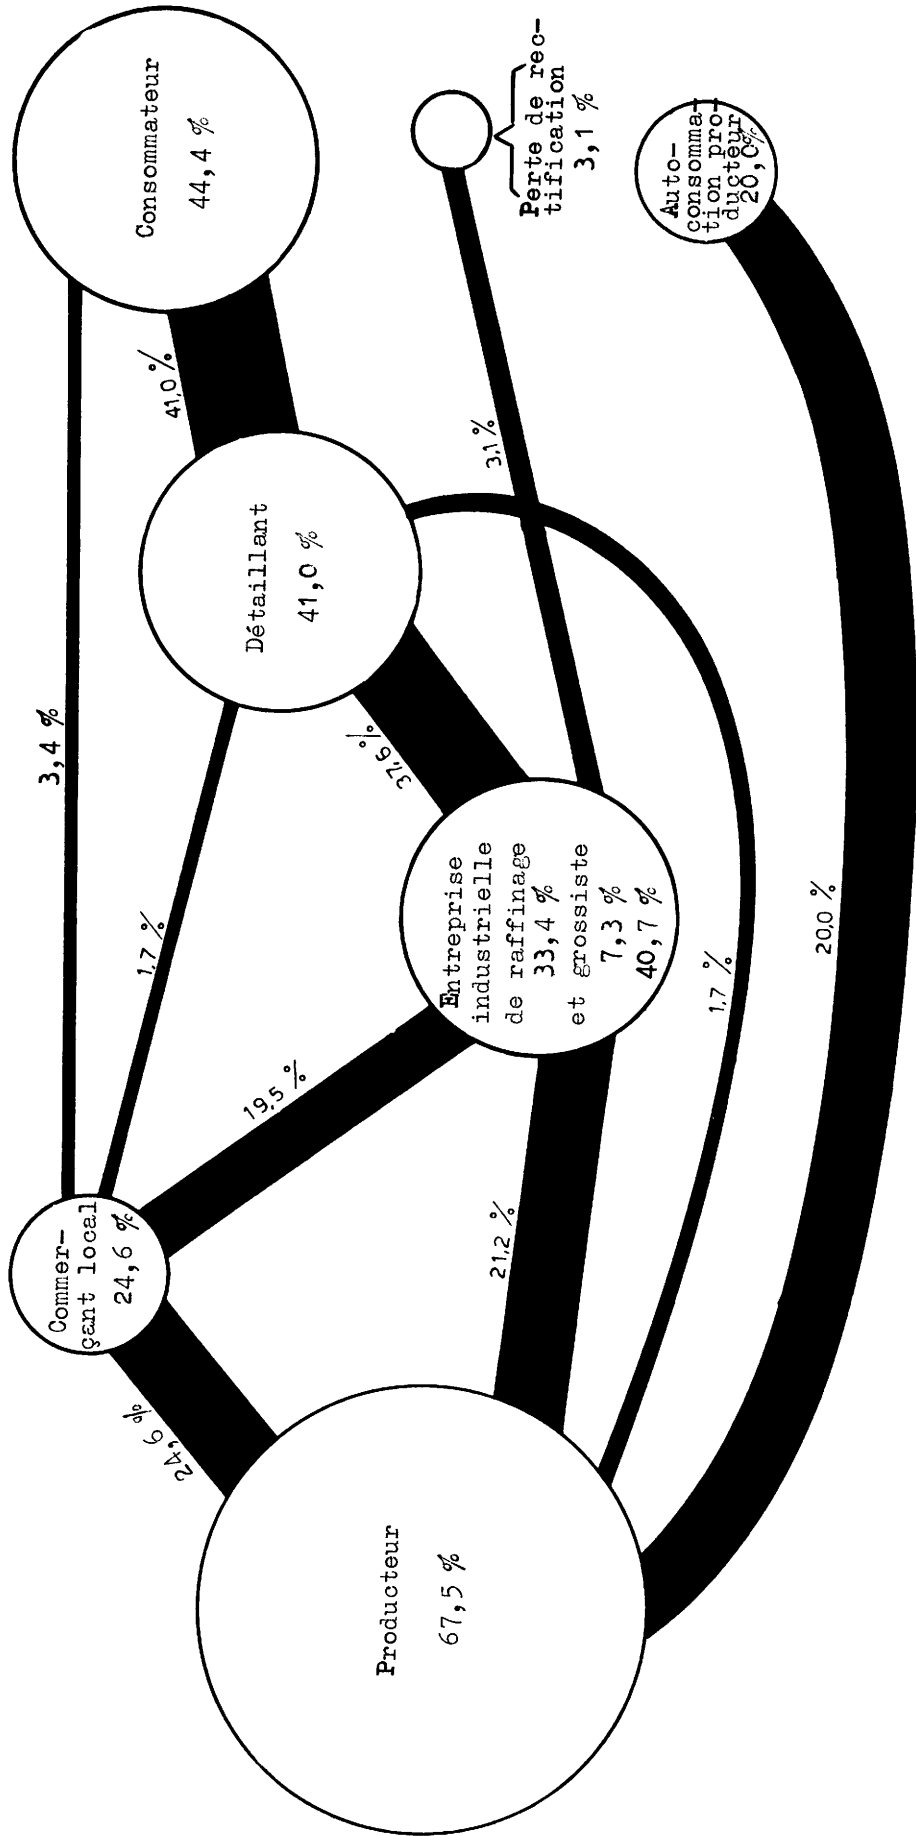 Producteur
67,5 %
24,6 %
21,2 %
1,7 %
20,0 %
Commer-
çant local
24,6 %
3,4 %
1,7 %
19,5 %
Entreprise
industrielle
de raffinage
33,4 %
et grossiste
7,3 %
40,7 %
37,6 %
3,1 %
Détaillant
41,0 %
41,0 %
Consommateur
44,4 %
Perte de rec-
tification
3,1 %
Auto-
consomma-
tion pro-
ducteur
20,0%